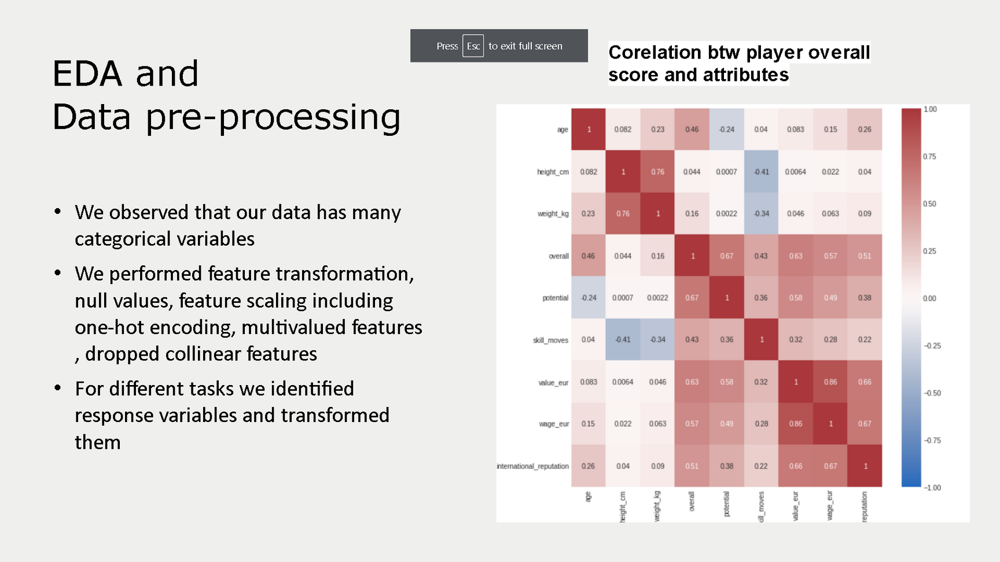 Press Esc to exit full screen
EDA and
Data pre-processing
• We observed that our data has many
categorical variables
• We performed feature transformation,
null values, feature scaling including
one-hot encoding, multivalued features
, dropped collinear features
• For different tasks we identified
response variables and transformed
them
Corelation btw player overall
score and attributes
age 1 0.082 0.23 0.46 -0.24 0.04 0.083 0.15 0.26
height_cm 0.082 1 0.76 0.044 0.0007 -0.41 0.0064 0.022 0.04
weight_kg 0.23 0.76 1 0.16 0.0022 -0.34 0.046 0.063 0.09
overall 0.46 0.044 0.16 1 0.67 0.43 0.63 0.57 0.51
potential -0.24 0.0007 0.0022 0.67 1 0.36 0.58 0.49 0.38
skill_moves 0.04 -0.41 -0.34 0.43 0.36 1 0.32 0.28 0.22
value_eur 0.083 0.0064 0.046 0.63 0.58 0.32 1 0.86 0.66
wage_eur 0.15 0.022 0.063 0.57 0.49 0.28 0.86 1 0.67
international_reputation 0.26 0.04 0.09 0.51 0.38 0.22 0.66 0.67 1
age height_cm weight_kg overall potential ill_moves value_eur wage_eur reputation
1.00
0.75
0.50
0.25
0.00
−0.25
−0.50
−0.75
−1.00